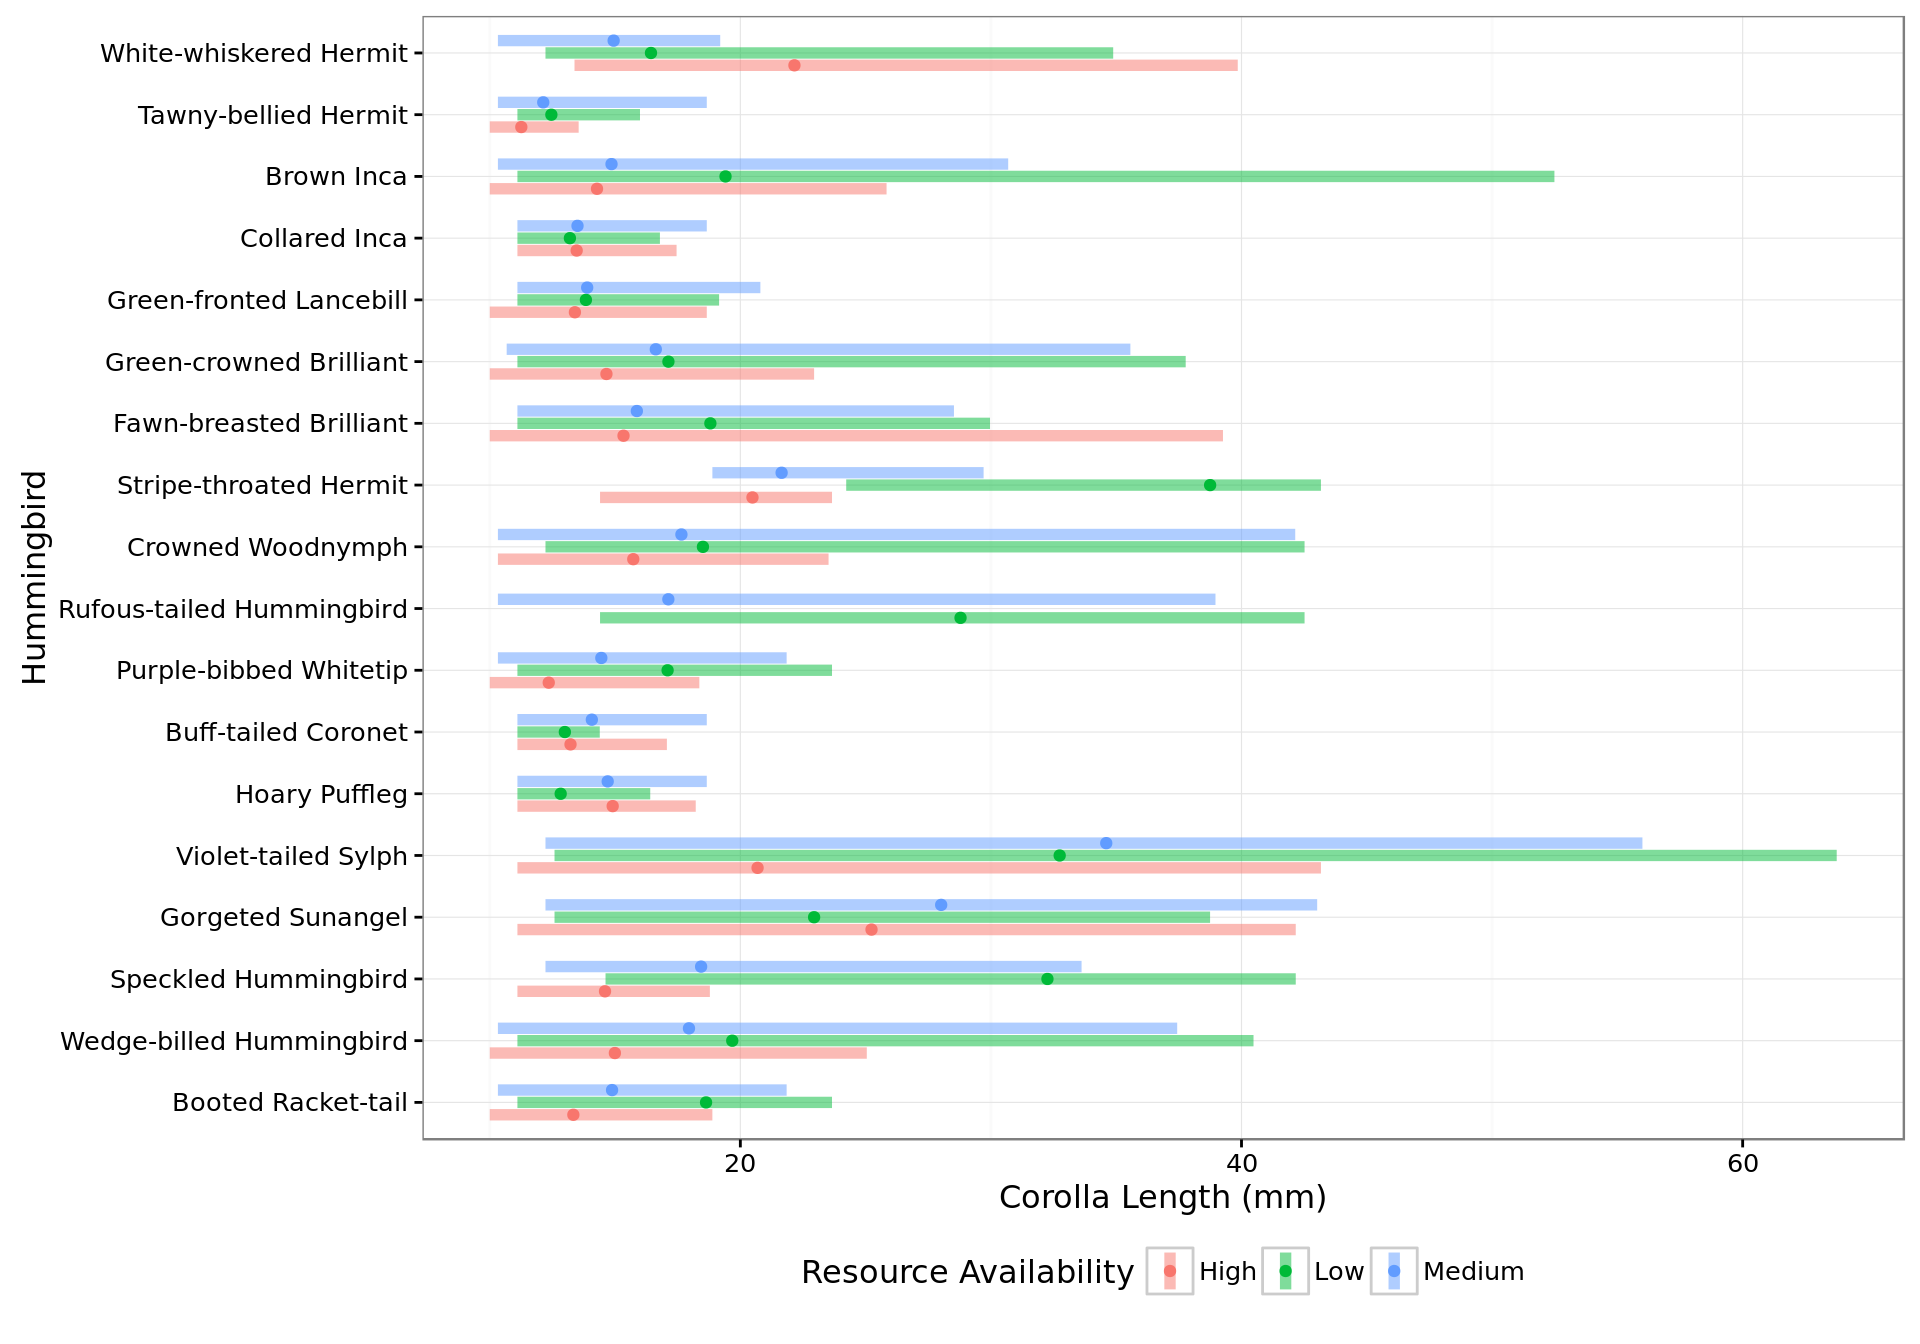 White-whiskered Hermit
Tawny-bellied Hermit
Brown Inca
Collared Inca
Green-fronted Lancebill
Green-crowned Brilliant
Fawn-breasted Brilliant
Stripe-throated Hermit
Crowned Woodnymph
Rufous-tailed Hummingbird
Purple-bibbed Whitetip
Buff-tailed Coronet
Hoary Puffleg
Violet-tailed Sylph
Gorgeted Sunangel
Speckled Hummingbird
Wedge-billed Hummingbird
Booted Racket-tail
Hummingbird
20 40 60
Corolla Length (mm)
Resource Availability High Low Medium